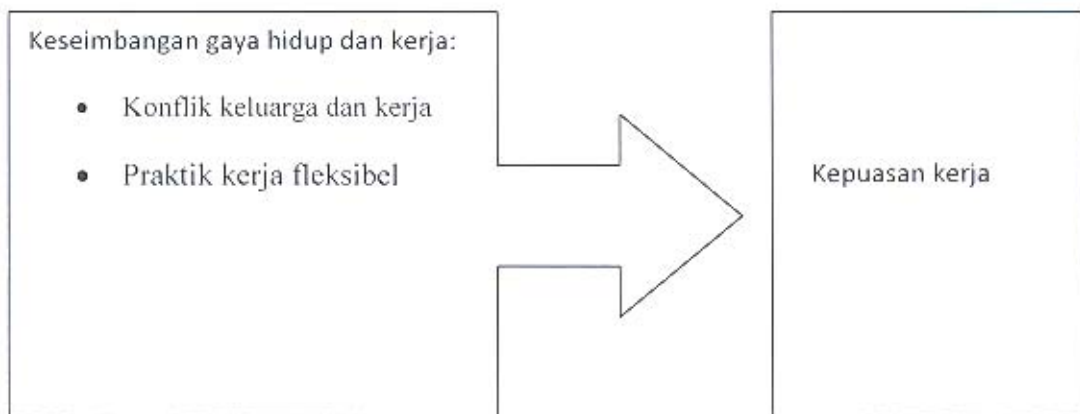 Keseimbangan gaya hidup dan kerja:
• Konflik keluarga dan kerja
• Praktik kerja fleksibel
Kepuasan kerja